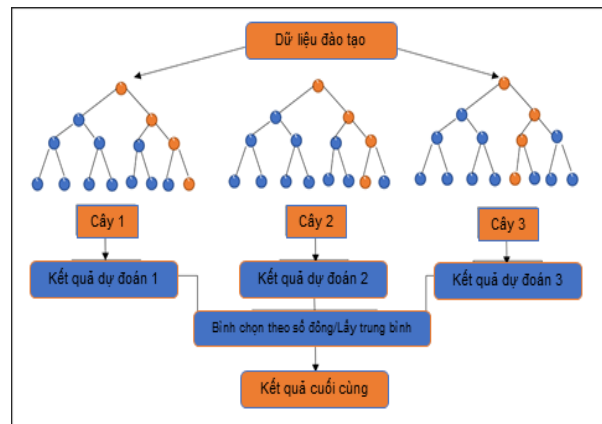 Dữ liệu đào tạo
Cây 1
Cây 2
Cây 3
Kết quả dự đoán 1
Kết quả dự đoán 2
Kết quả dự đoán 3
Bình chọn theo số đông/Lấy trung bình
Kết quả cuối cùng